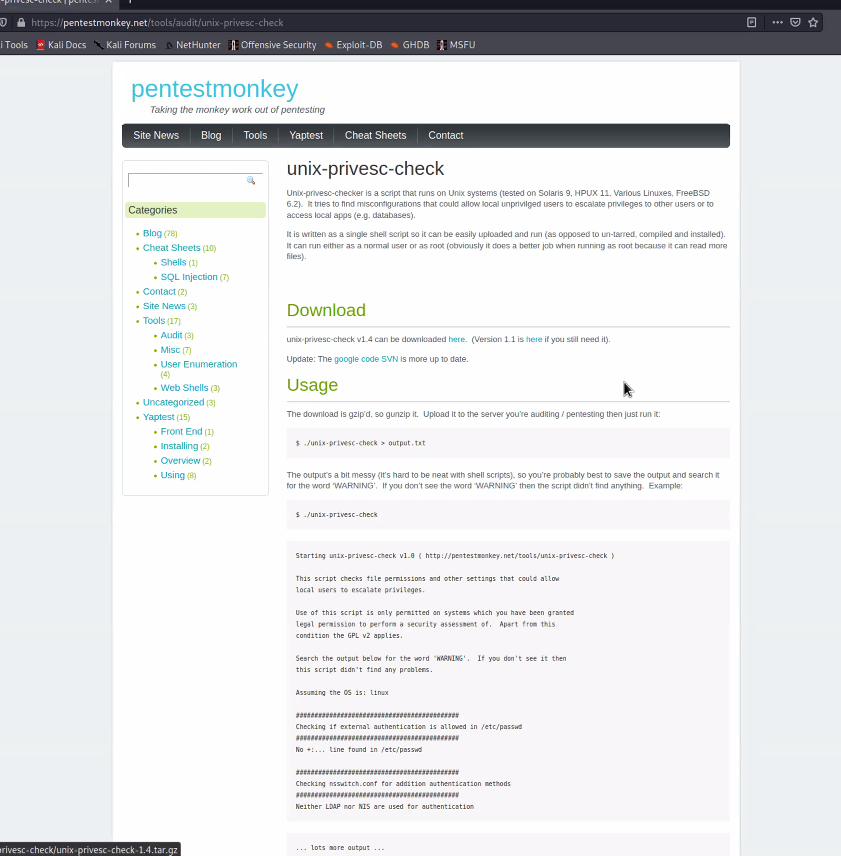 https://pentestmonkey.net/tools/audit/unix-privesc-check
i Tools Kali Docs Kali Forums NetHunter Offensive Security Exploit-DB GHDB MSFU
pentestmonkey
Taking the monkey work out of pentesting
Site News Blog Tools Yaptest Cheat Sheets Contact
Categories
Blog (78)
Cheat Sheets (10)
Shells (1)
SQL Injection (7)
Contact (2)
Site News (3)
Tools (17)
Audit (3)
Misc (7)
User Enumeration
(4)
Web Shells (3)
Uncategorized (3)
Yaptest (15)
Front End (1)
Installing (2)
Overview (2)
Using (8)
unix-privesc-check
Unix-privesc-checker is a script that runs on Unix systems (tested on Solaris 9, HPUX 11, Various Linuxes, FreeBSD
6.2).  It tries to find misconfigurations that could allow local unprivilged users to escalate privileges to other users or to
access local apps (e.g. databases).
It is written as a single shell script so it can be easily uploaded and run (as opposed to un-tarred, compiled and installed).
It can run either as a normal user or as root (obviously it does a better job when running as root because it can read more
files).
Download
unix-privesc-check v1.4 can be downloaded here.  (Version 1.1 is here if you still need it).
Update: The google code SVN is more up to date.
Usage
The download is gzip'd, so gunzip it.  Upload it to the server you're auditing / pentesting then just run it:
$ ./unix-privesc-check > output.txt
The output's a bit messy (it's hard to be neat with shell scripts), so you're probably best to save the output and search it
for the word ‘WARNING’.  If you don't see the word ‘WARNING’ then the script didn't find anything.  Example:
$ ./unix-privesc-check
Starting unix-privesc-check v1.0 ( http://pentestmonkey.net/tools/unix-privesc-check )
This script checks file permissions and other settings that could allow
local users to escalate privileges.
Use of this script is only permitted on systems which you have been granted
legal permission to perform a security assessment of.  Apart from this
condition the GPL v2 applies.
Search the output below for the word 'WARNING'.  If you don't see it then
this script didn't find any problems.
Assuming the OS is: linux
############################################
Checking if external authentication is allowed in /etc/passwd
############################################
No +:... line found in /etc/passwd
############################################
Checking nsswitch.conf for addition authentication methods
############################################
Neither LDAP nor NIS are used for authentication
... lots more output ...
privesc-check/unix-privesc-check-1.4.tar.gz